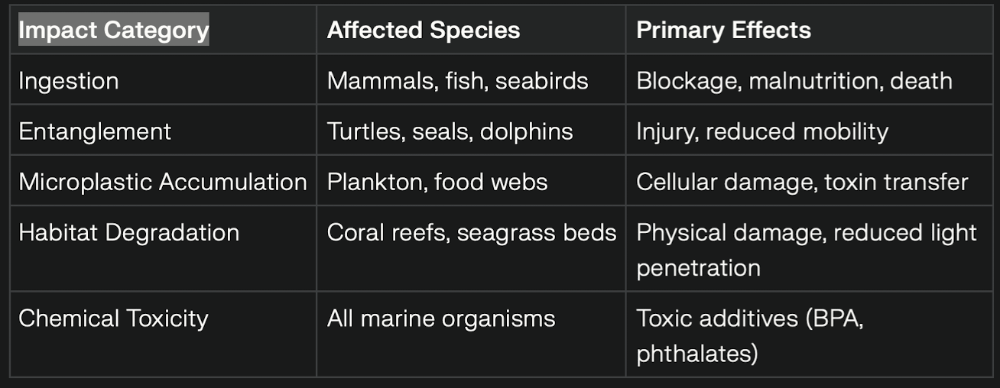 Impact Category Affected Species Primary Effects
Ingestion Mammals, fish, seabirds Blockage, malnutrition, death
Entanglement Turtles, seals, dolphins Injury, reduced mobility
Microplastic Accumulation Plankton, food webs Cellular damage, toxin transfer
Habitat Degradation Coral reefs, seagrass beds Physical damage, reduced light
penetration
Chemical Toxicity All marine organisms Toxic additives (BPA,
phthalates)